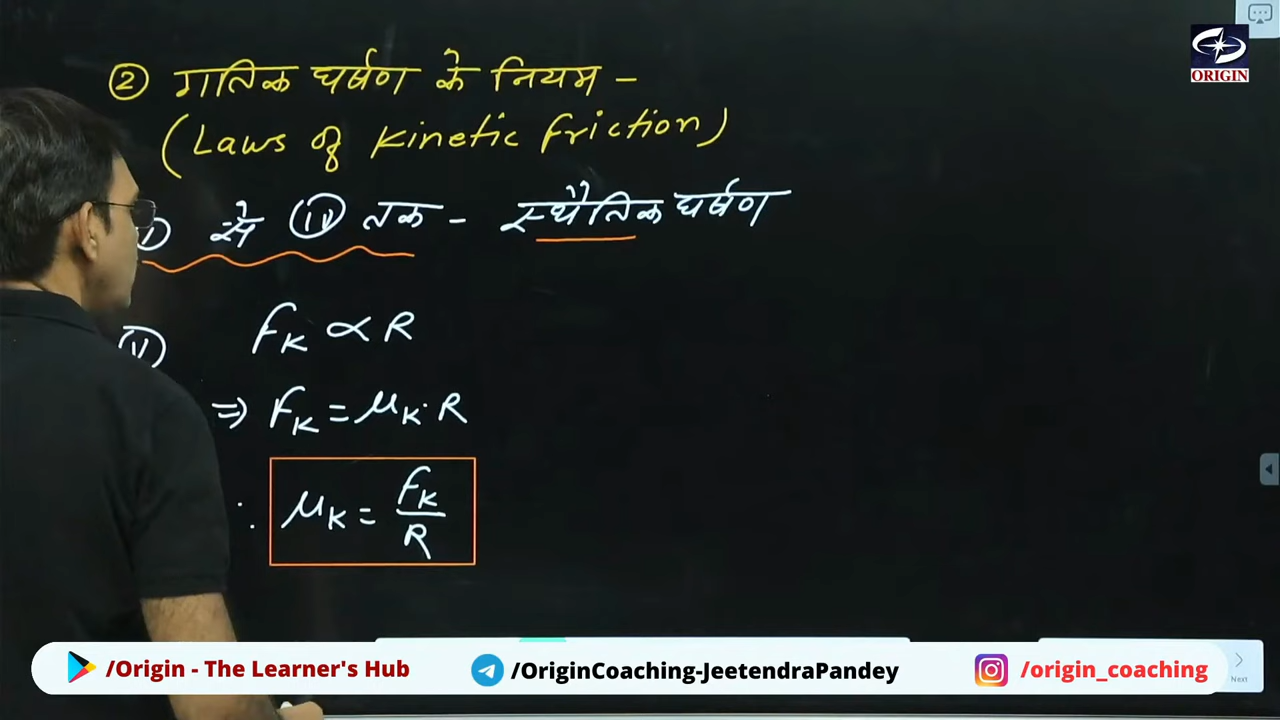 ORIGIN
② गतिक घर्षण के नियम -
(Laws of Kinetic friction)
ⓘ से ⓘⓥ तक - स्थैतिक घर्षण
ⓥ FK ∝ R
⇒ FK = μK · R
∴ μK = FK/R
/Origin - The Learner's Hub
/OriginCoaching-JeetendraPandey
/origin_coaching
Next